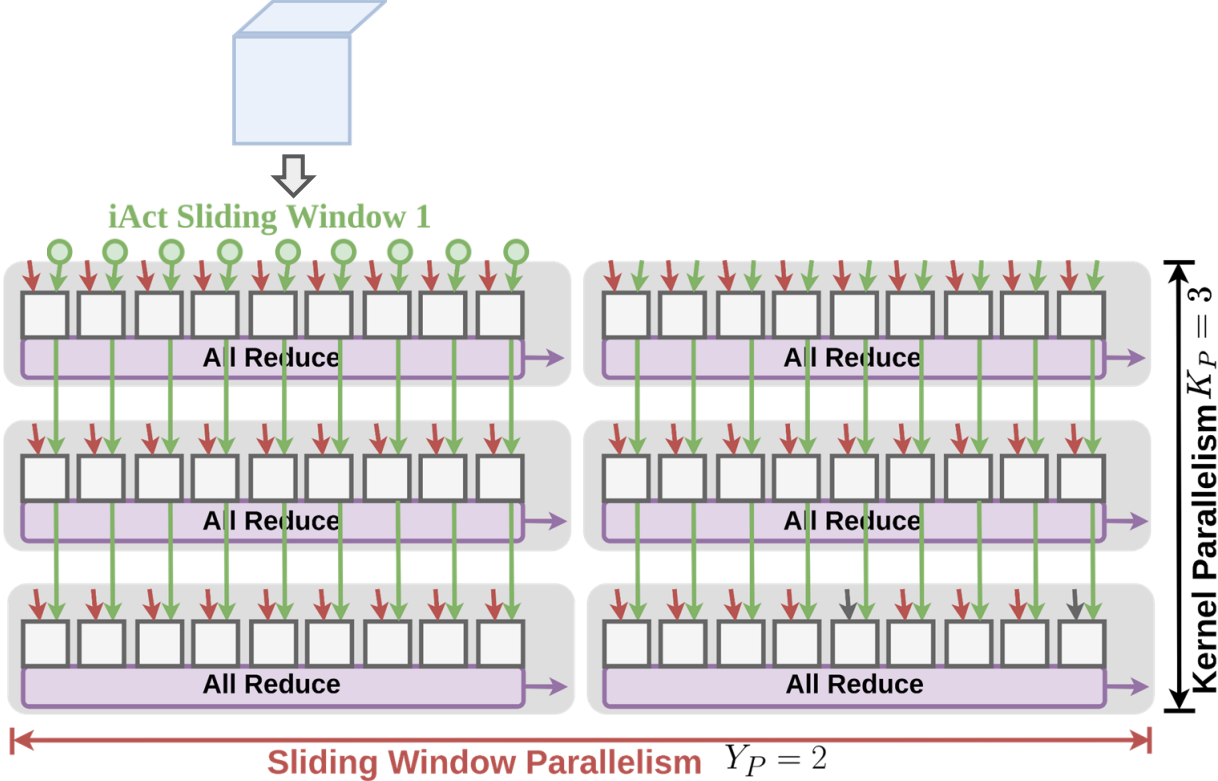 iAct Sliding Window 1
All Reduce
All Reduce
All Reduce
All Reduce
All Reduce
All Reduce
Kernel Parallelism K_P = 3
Sliding Window Parallelism Y_P = 2